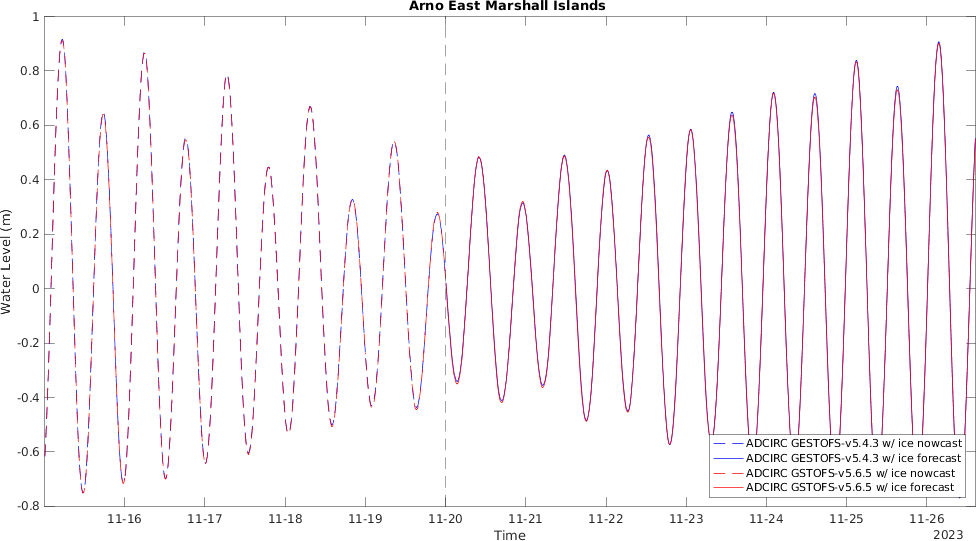 Arno East Marshall Islands
1
0.8
0.6
0.4
0.2
0
-0.2
-0.4
-0.6
-0.8
Water Level (m)
ADCIRC GESTOFS-v5.4.3 w/ ice nowcast
ADCIRC GESTOFS-v5.4.3 w/ ice forecast
ADCIRC GSTOFS-v5.6.5 w/ ice nowcast
ADCIRC GSTOFS-v5.6.5 w/ ice forecast
11-16 11-17 11-18 11-19 11-20 11-21 11-22 11-23 11-24 11-25 11-26
Time
2023